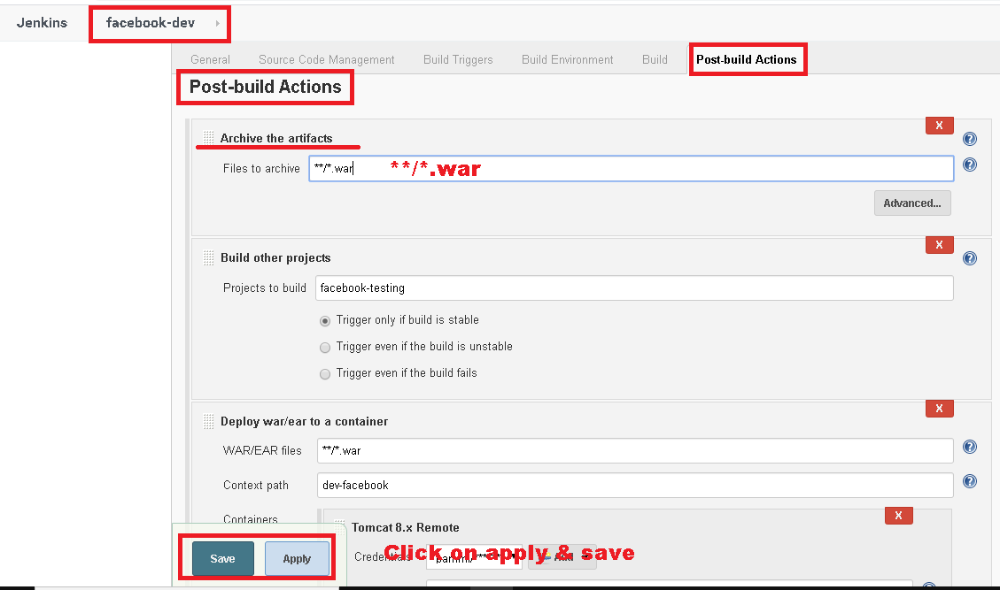 Jenkins facebook-dev
General Source Code Management Build Triggers Build Environment Build Post-build Actions
Post-build Actions
X
Archive the artifacts
Files to archive **/*.war **/*.war
Advanced...
X
Build other projects
Projects to build facebook-testing
Trigger only if build is stable
Trigger even if the build is unstable
Trigger even if the build fails
X
Deploy war/ear to a container
WAR/EAR files **/*.war
Context path dev-facebook
Containers
X
Tomcat 8.x Remote
Credentials
Click on apply & save
Save Apply